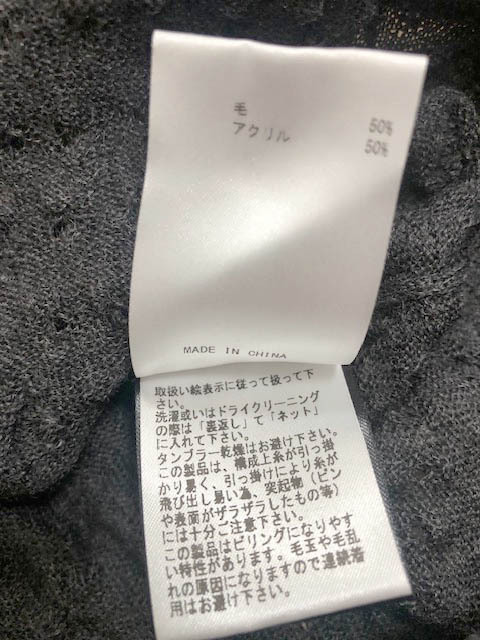 毛 50%
アクリル 50%
MADE IN CHINA
取扱い絵表示に従って扱って下
さい。
洗濯或いはドライクリーニング
の際は「裏返し」て「ネット」
に入れて下さい。
タンブラー乾燥はお避け下さい。
この製品は、構成上糸が引っ掛
かり易く、引っ掛けにより糸が
飛び出し易い為、突起物（ピン
や表面がザラザラしたもの等）
には十分ご注意下さい。
この製品はピリングになりやす
い特性があります。毛玉や毛乱
れの原因になりますので連続着
用はお避け下さい。